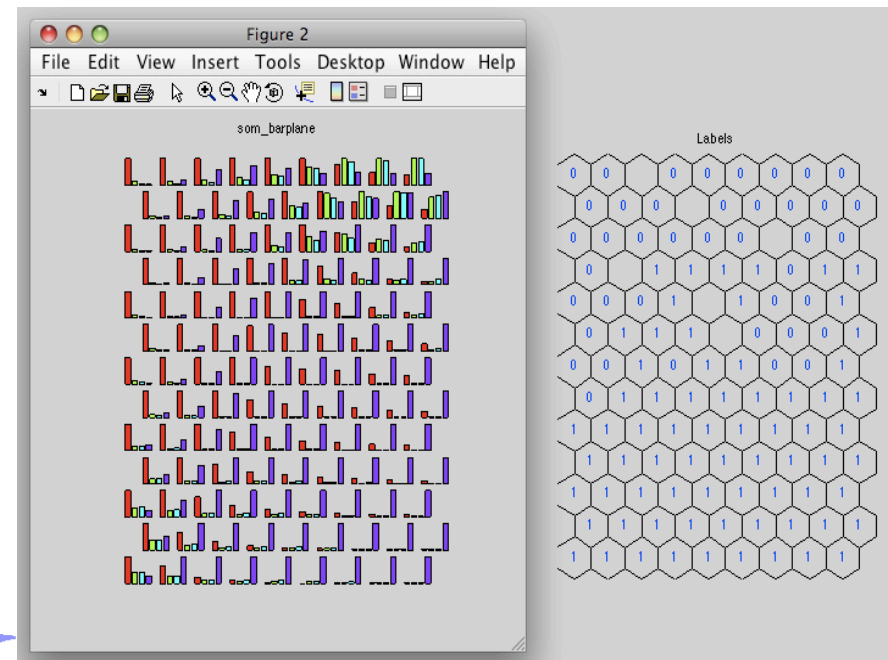 Figure 2
File Edit View Insert Tools Desktop Window Help
som_barplane
Labels
0 0 0 0 0 0 0 0
0 0 0 0 0 0 0 0
0 0 0 0 0 0 0 0
0 1 1 1 1 0 1 1
0 0 0 1 1 0 0 1
0 1 1 1 0 0 0 1
0 0 1 0 1 1 0 0 1
0 1 1 1 1 1 1 1 1
1 1 1 1 1 1 1 1 1
1 1 1 1 1 1 1 1 1
1 1 1 1 1 1 1 1 1
1 1 1 1 1 1 1 1 1
1 1 1 1 1 1 1 1 1